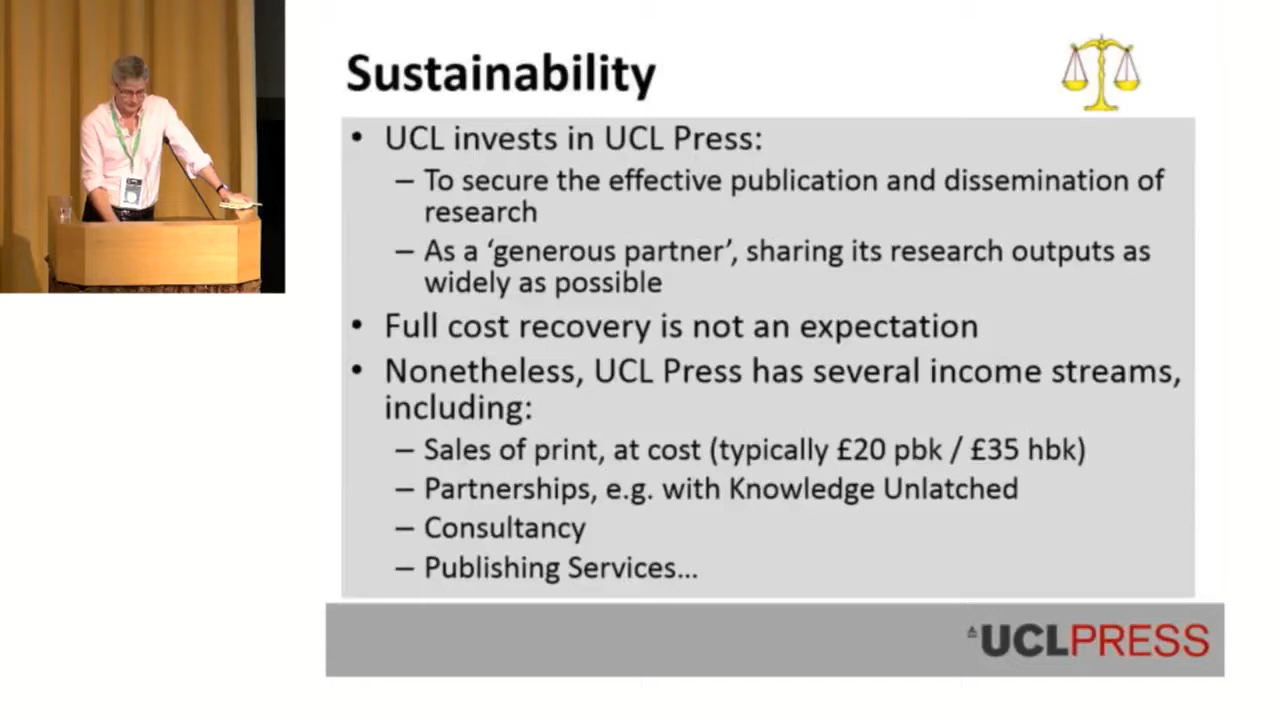 Sustainability
• UCL invests in UCL Press:
– To secure the effective publication and dissemination of
research
– As a ‘generous partner’, sharing its research outputs as
widely as possible
• Full cost recovery is not an expectation
• Nonetheless, UCL Press has several income streams,
including:
– Sales of print, at cost (typically £20 pbk / £35 hbk)
– Partnerships, e.g. with Knowledge Unlatched
– Consultancy
– Publishing Services…
UCLPRESS